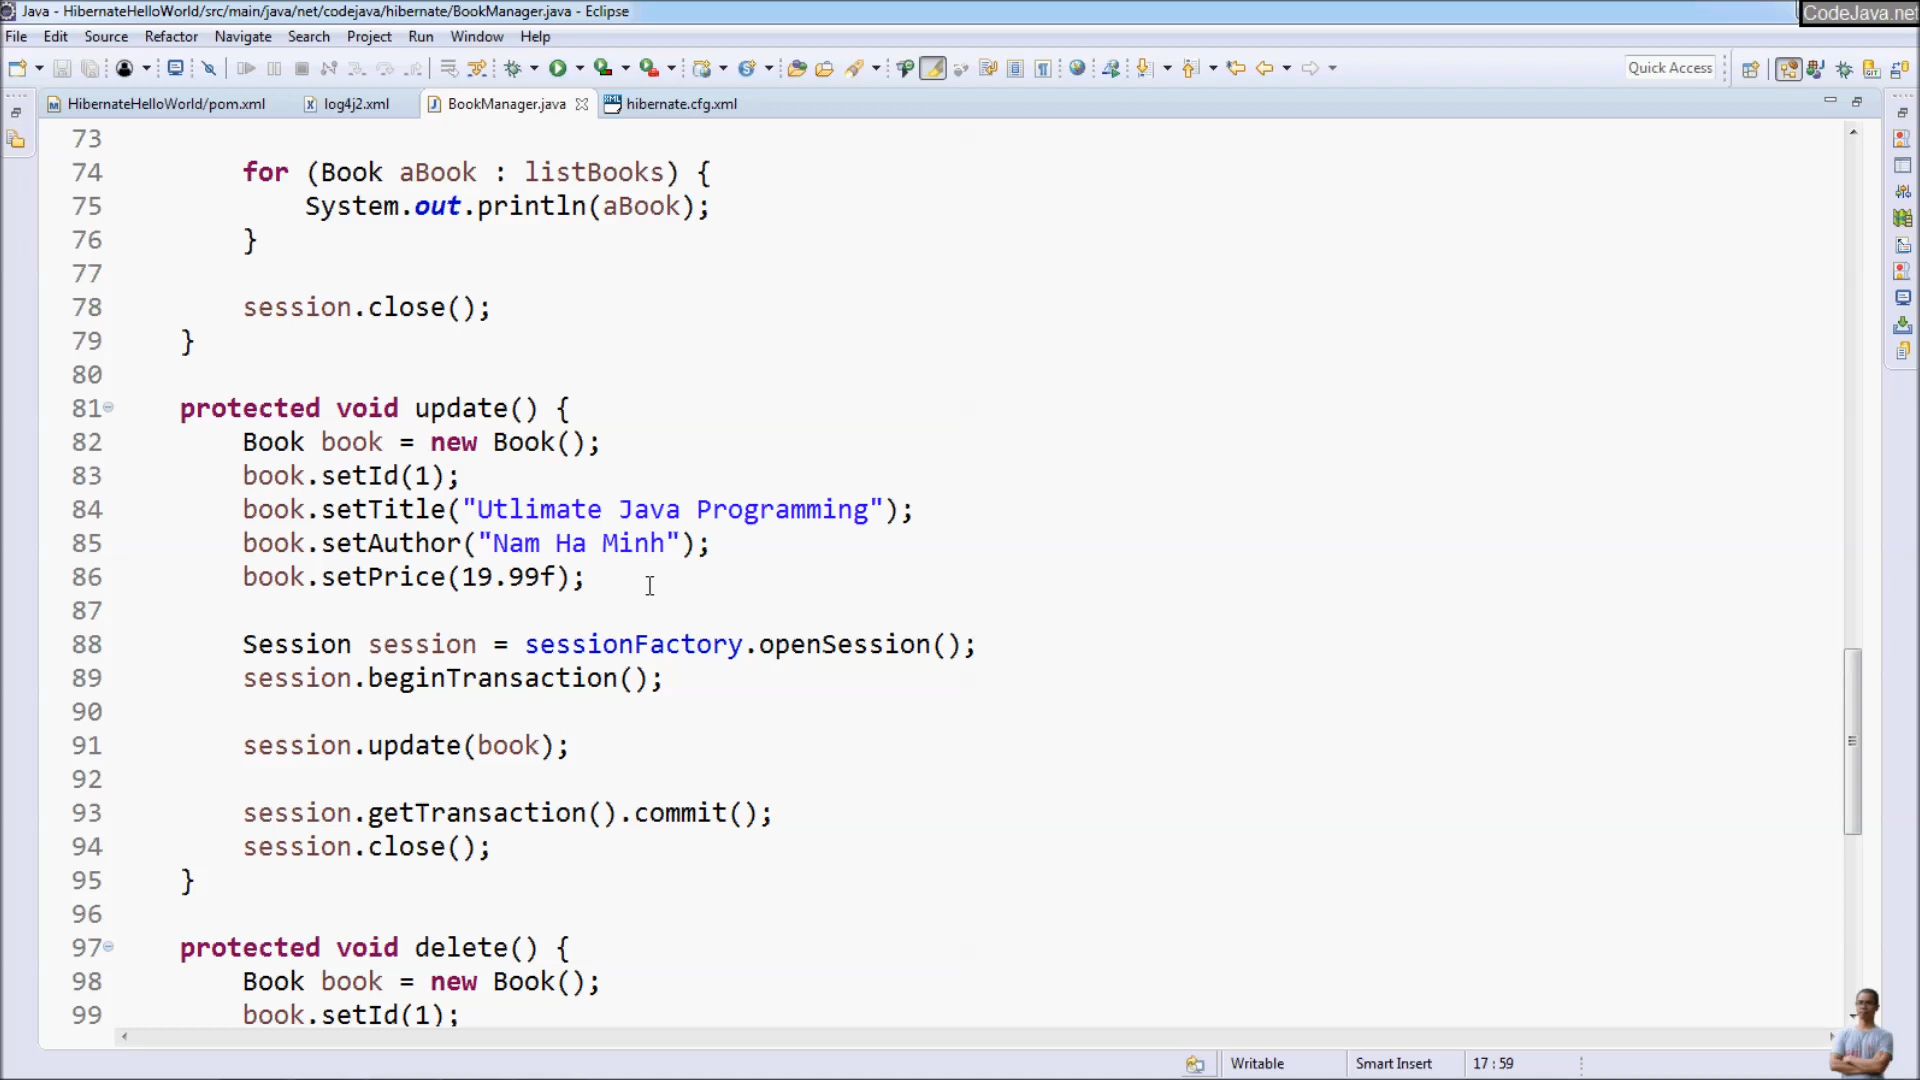 Java - HibernateHelloWorld/src/main/java/net/codejava/hibernate/BookManager.java - Eclipse
CodeJava.net
File Edit Source Refactor Navigate Search Project Run Window Help
Quick Access
HibernateHelloWorld/pom.xml log4j2.xml BookManager.java hibernate.cfg.xml
73
74 for (Book aBook : listBooks) {
75 System.out.println(aBook);
76 }
77
78 session.close();
79 }
80
81 protected void update() {
82 Book book = new Book();
83 book.setId(1);
84 book.setTitle("Utlimate Java Programming");
85 book.setAuthor("Nam Ha Minh");
86 book.setPrice(19.99f);
87
88 Session session = sessionFactory.openSession();
89 session.beginTransaction();
90
91 session.update(book);
92
93 session.getTransaction().commit();
94 session.close();
95 }
96
97 protected void delete() {
98 Book book = new Book();
99 book.setId(1);
Writable Smart Insert 17 : 59